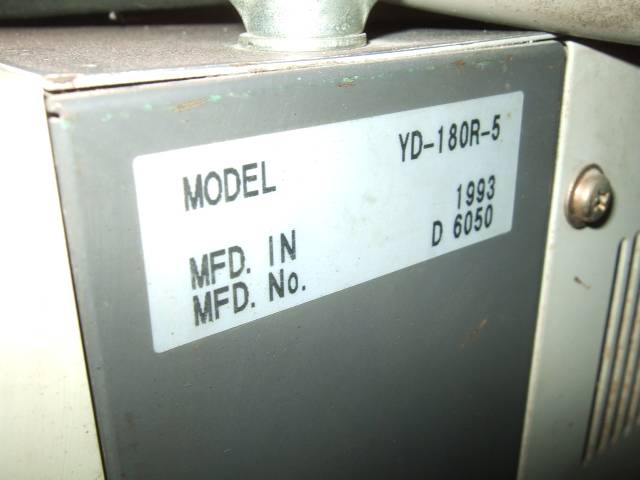 MODEL YD-180R-5
MFD. IN 1993
MFD. No. D 6050